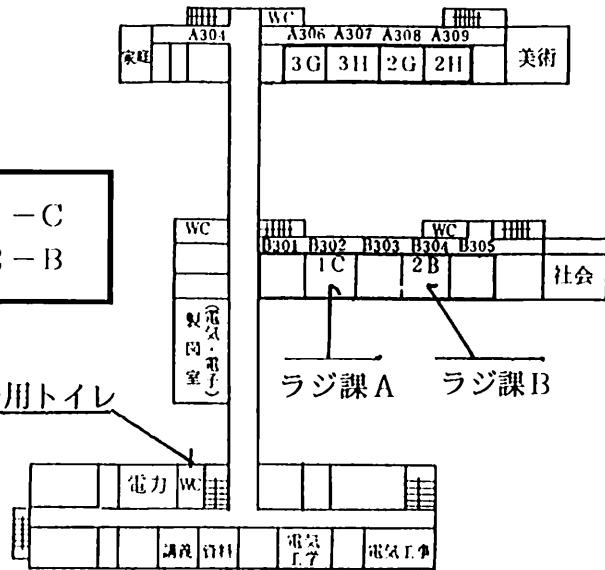 WC
A304 A306 A307 A308 A309
家庭 3G 3H 2G 2H 美術
-C
-B
WC WC
B301 B302 B303 B304 B305
1C 2B 社会
製図室
(電気・電子)
ラジ課A ラジ課B
用トイレ
電力 WC
講義 資料 電気工学 電気工事